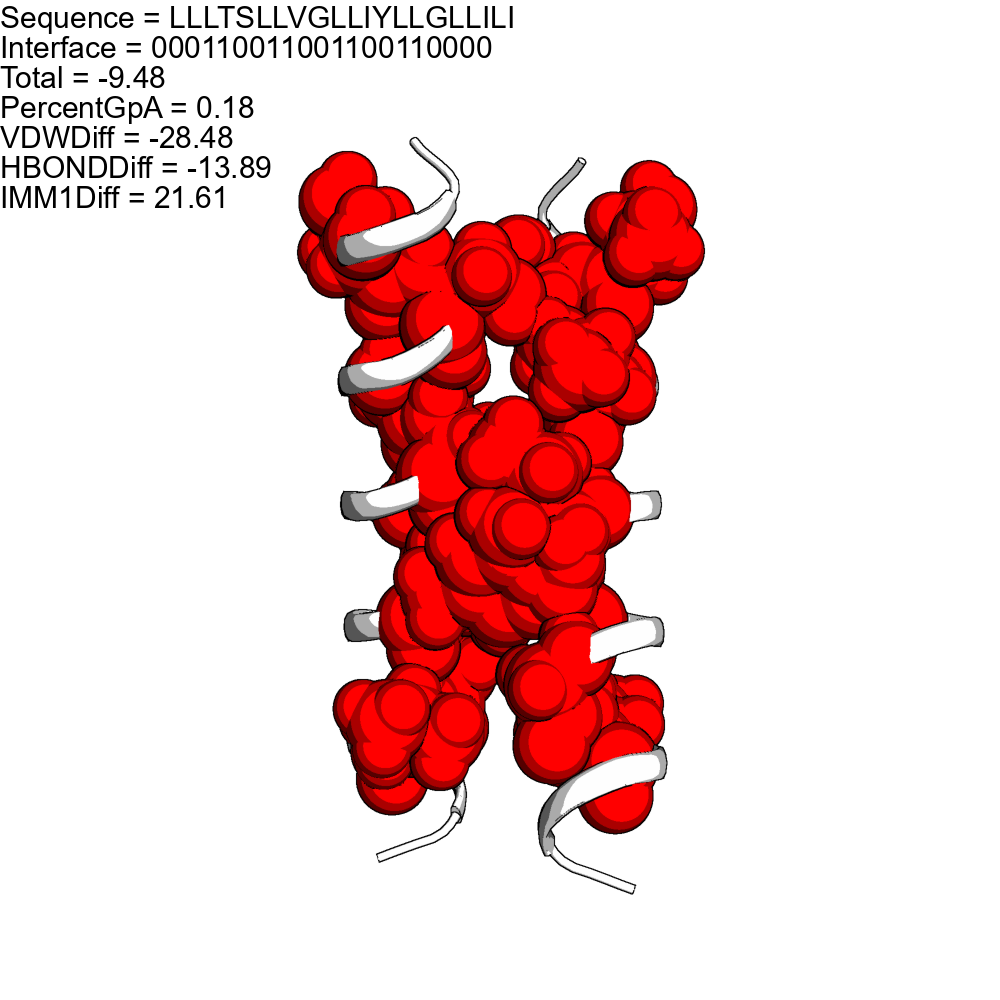 Sequence = LLLTSLLVGLLIYLLGLLILI
Interface = 000110011001100110000
Total = -9.48
PercentGpA = 0.18
VDWDiff = -28.48
HBONDDiff = -13.89
IMM1Diff = 21.61